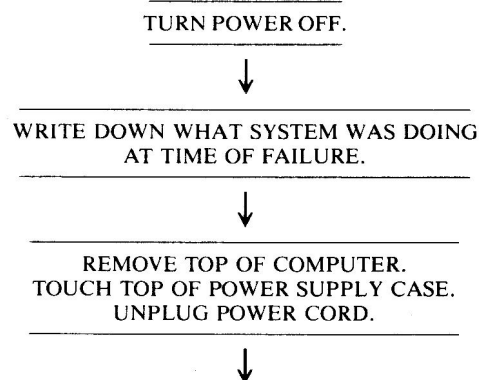 TURN POWER OFF.
WRITE DOWN WHAT SYSTEM WAS DOING
AT TIME OF FAILURE.
REMOVE TOP OF COMPUTER.
TOUCH TOP OF POWER SUPPLY CASE.
UNPLUG POWER CORD.